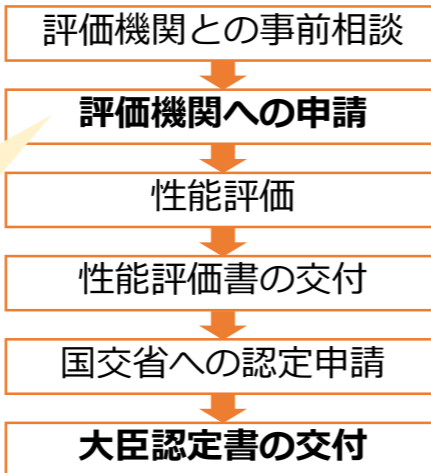 評価機関との事前相談
評価機関への申請
性能評価
性能評価書の交付
国交省への認定申請
大臣認定書の交付